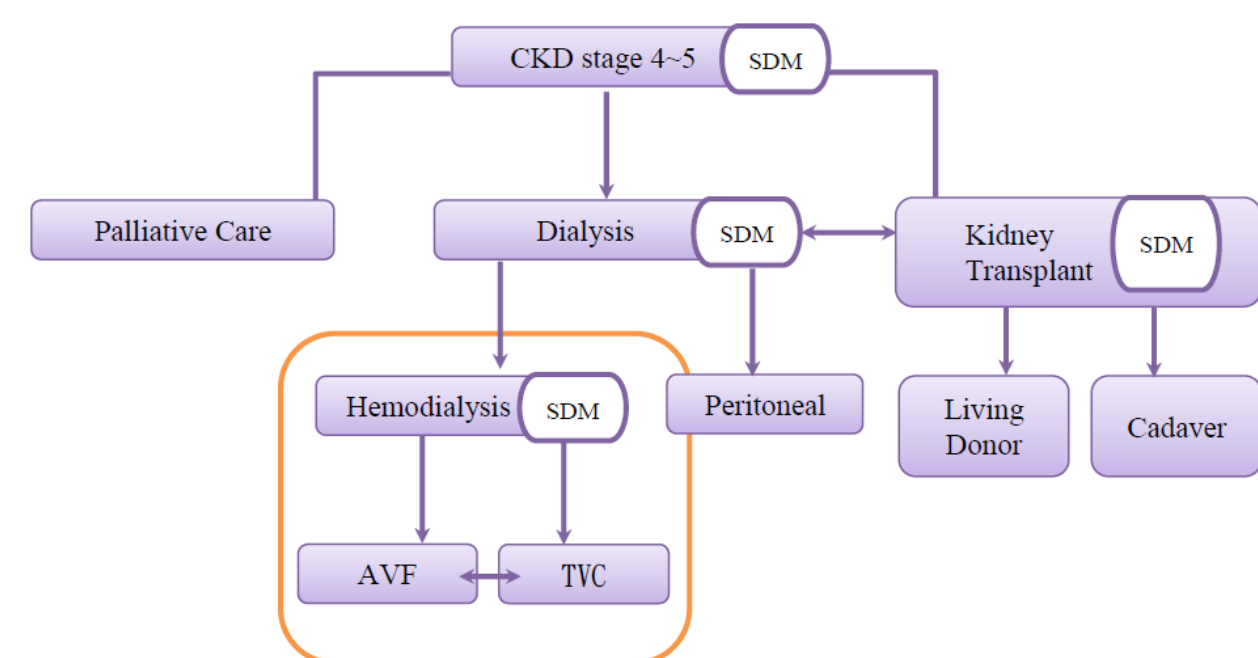 CKD stage 4~5
SDM
Palliative Care
Dialysis
SDM
Kidney
Transplant
SDM
Hemodialysis
SDM
Peritoneal
Living
Donor
Cadaver
AVF
TVC